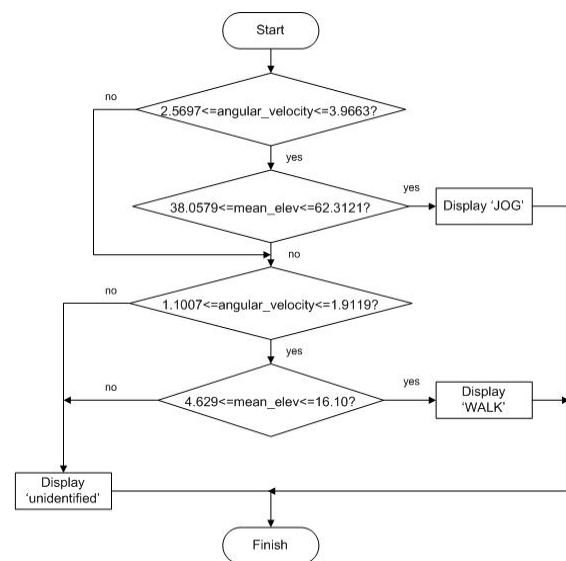 Start
no
2.5697<=angular_velocity<=3.9663?
yes
yes
38.0579<=mean_elev<=62.3121?
Display ‘JOG’
no
no
1.1007<=angular_velocity<=1.9119?
yes
no
yes
4.629<=mean_elev<=16.10?
Display
‘WALK’
Display
‘unidentified’
Finish